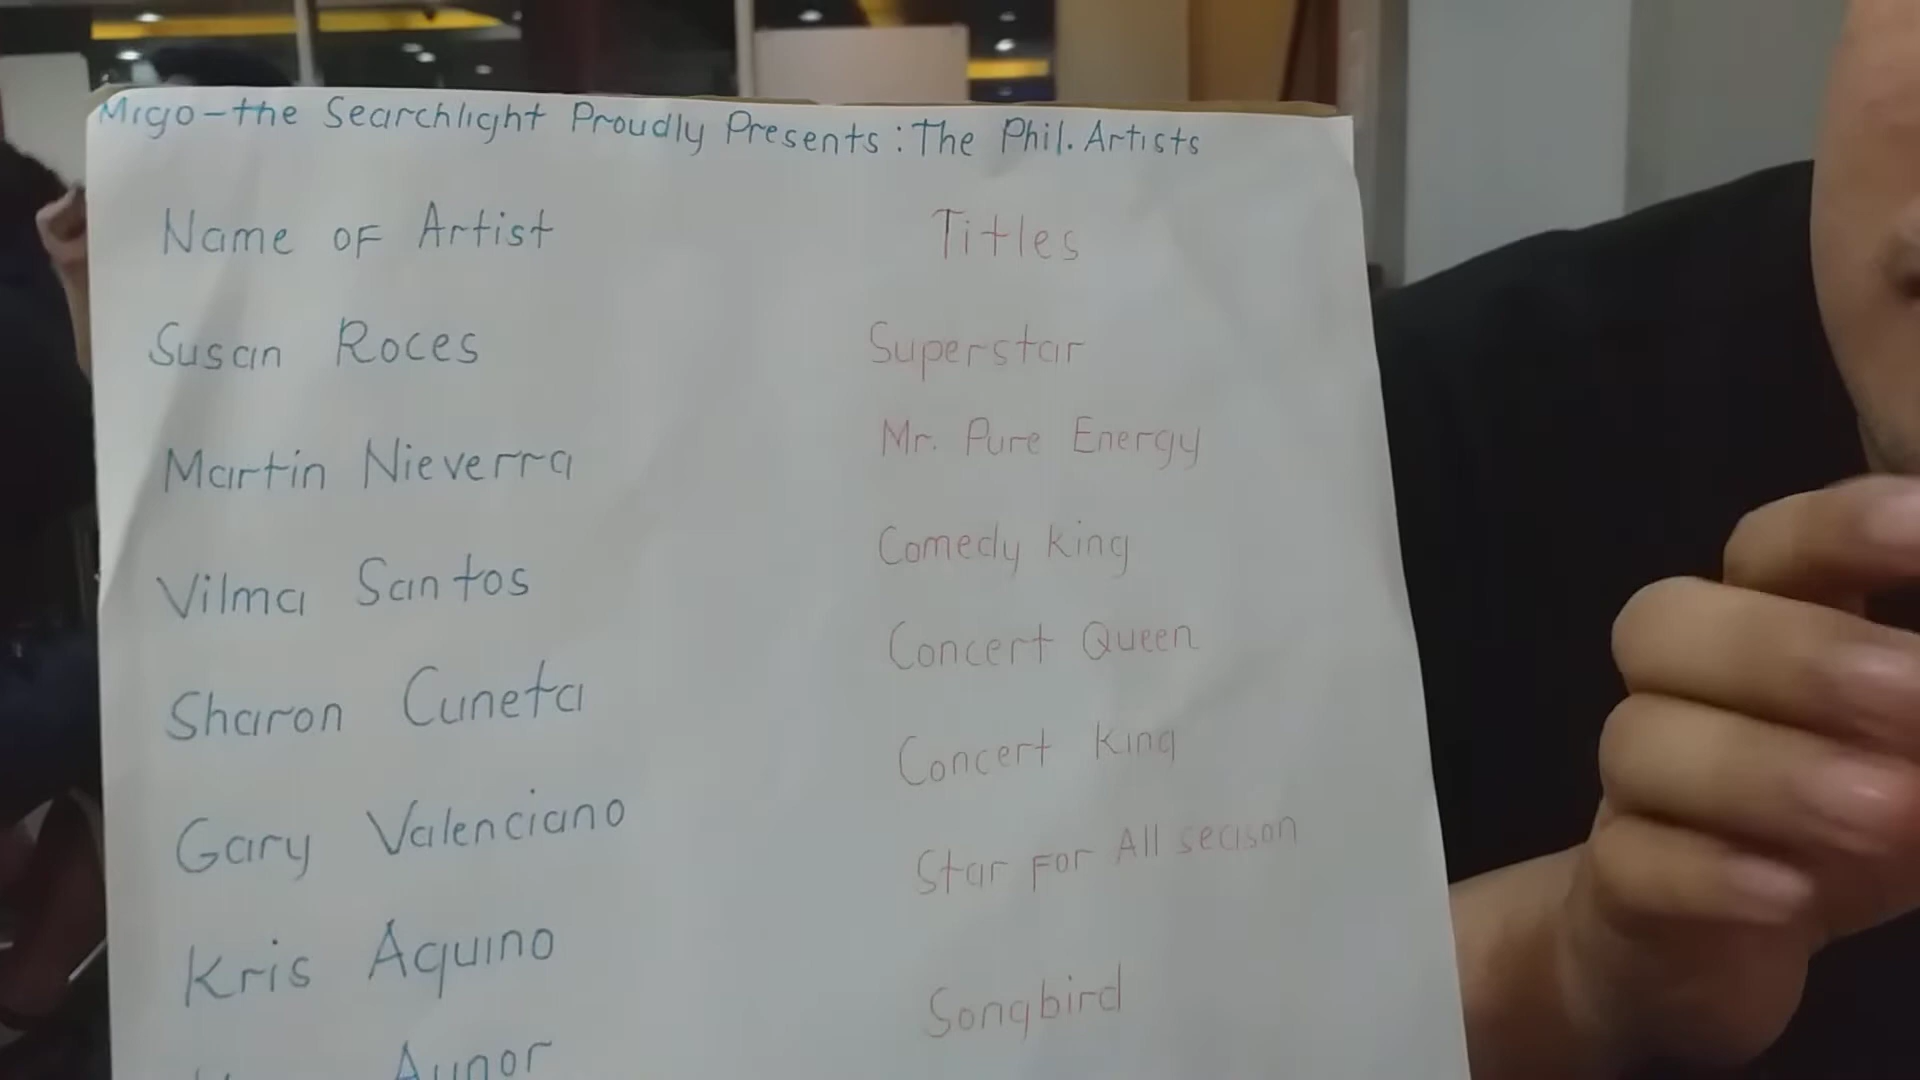 Migo-the Searchlight Proudly Presents: The Phil. Artists
Name of Artist Titles
Susan Roces Superstar
Martin Nieverra Mr. Pure Energy
Vilma Santos Comedy King
Sharon Cuneta Concert Queen
Gary Valenciano Concert King
Kris Aquino Star For All season
Aunor Songbird